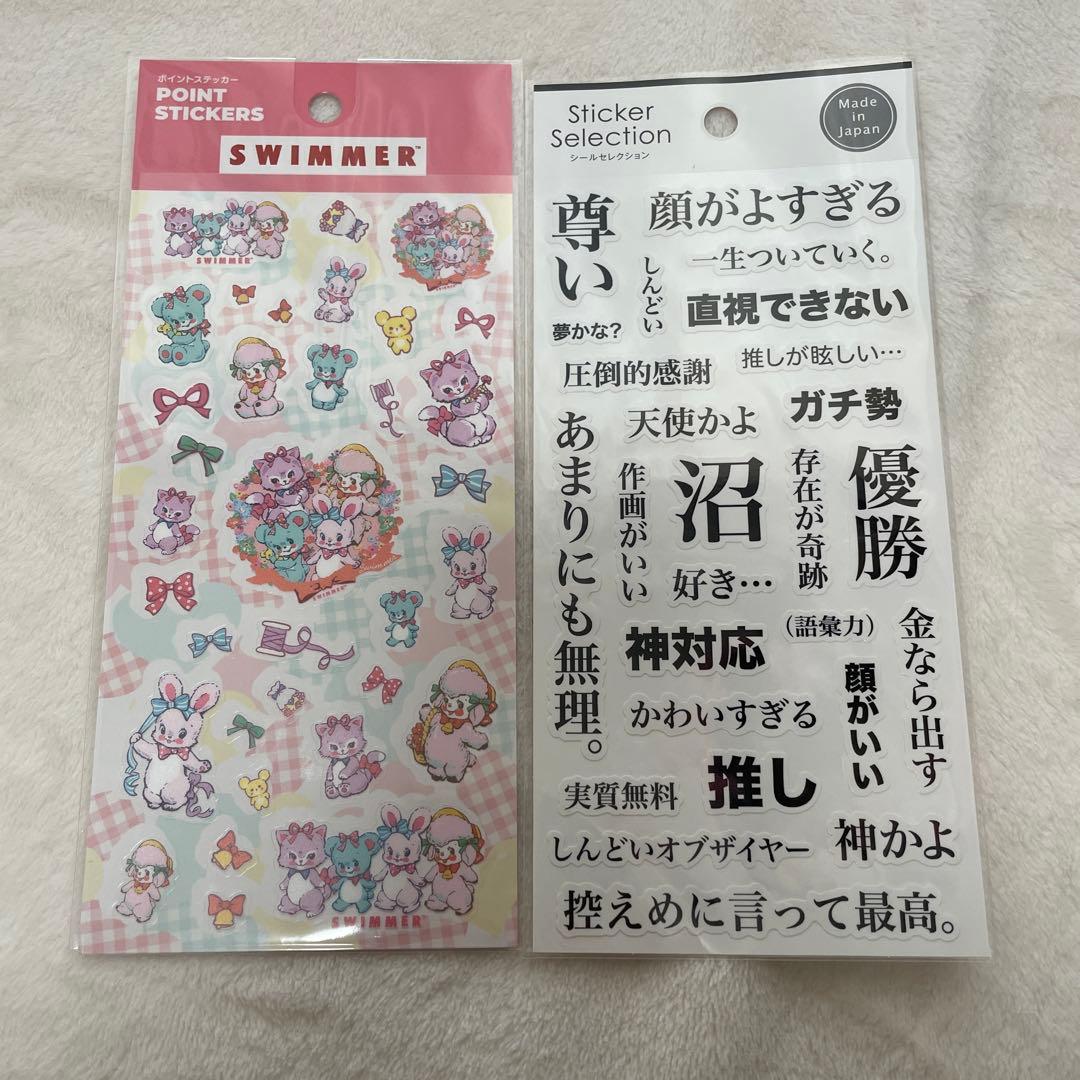 ポイントステッカー
POINT
STICKERS
SWIMMER™
SWIMMER
SWIMMER
SWIMMER™
Sticker
Selection
シールセレクション
Made
in
Japan
尊い
顔がよすぎる
しんどい
一生ついていく。
夢かな?
直視できない
圧倒的感謝
推しが眩しい…
あまりにも無理。
天使かよ
ガチ勢
作画がいい
沼
存在が奇跡
優勝
好き…
神対応
(語彙力)
金なら出す
かわいすぎる
顔がいい
実質無料
推し
しんどいオブザイヤー
神かよ
控えめに言って最高。